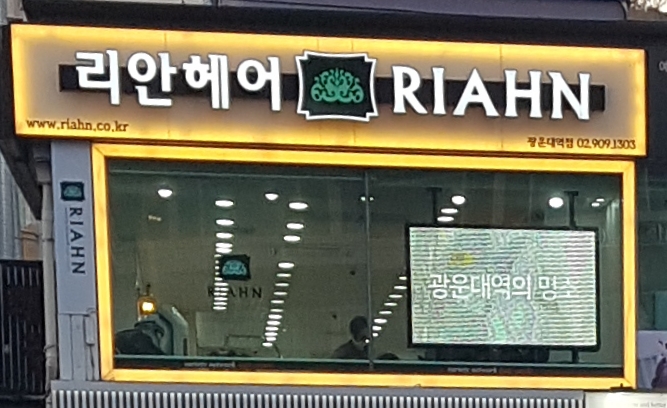 리안헤어 RIAHN
www.riahn.co.kr
광운대역점 02.909.1303
RIAHN
RIAHN
광운대역의 명소